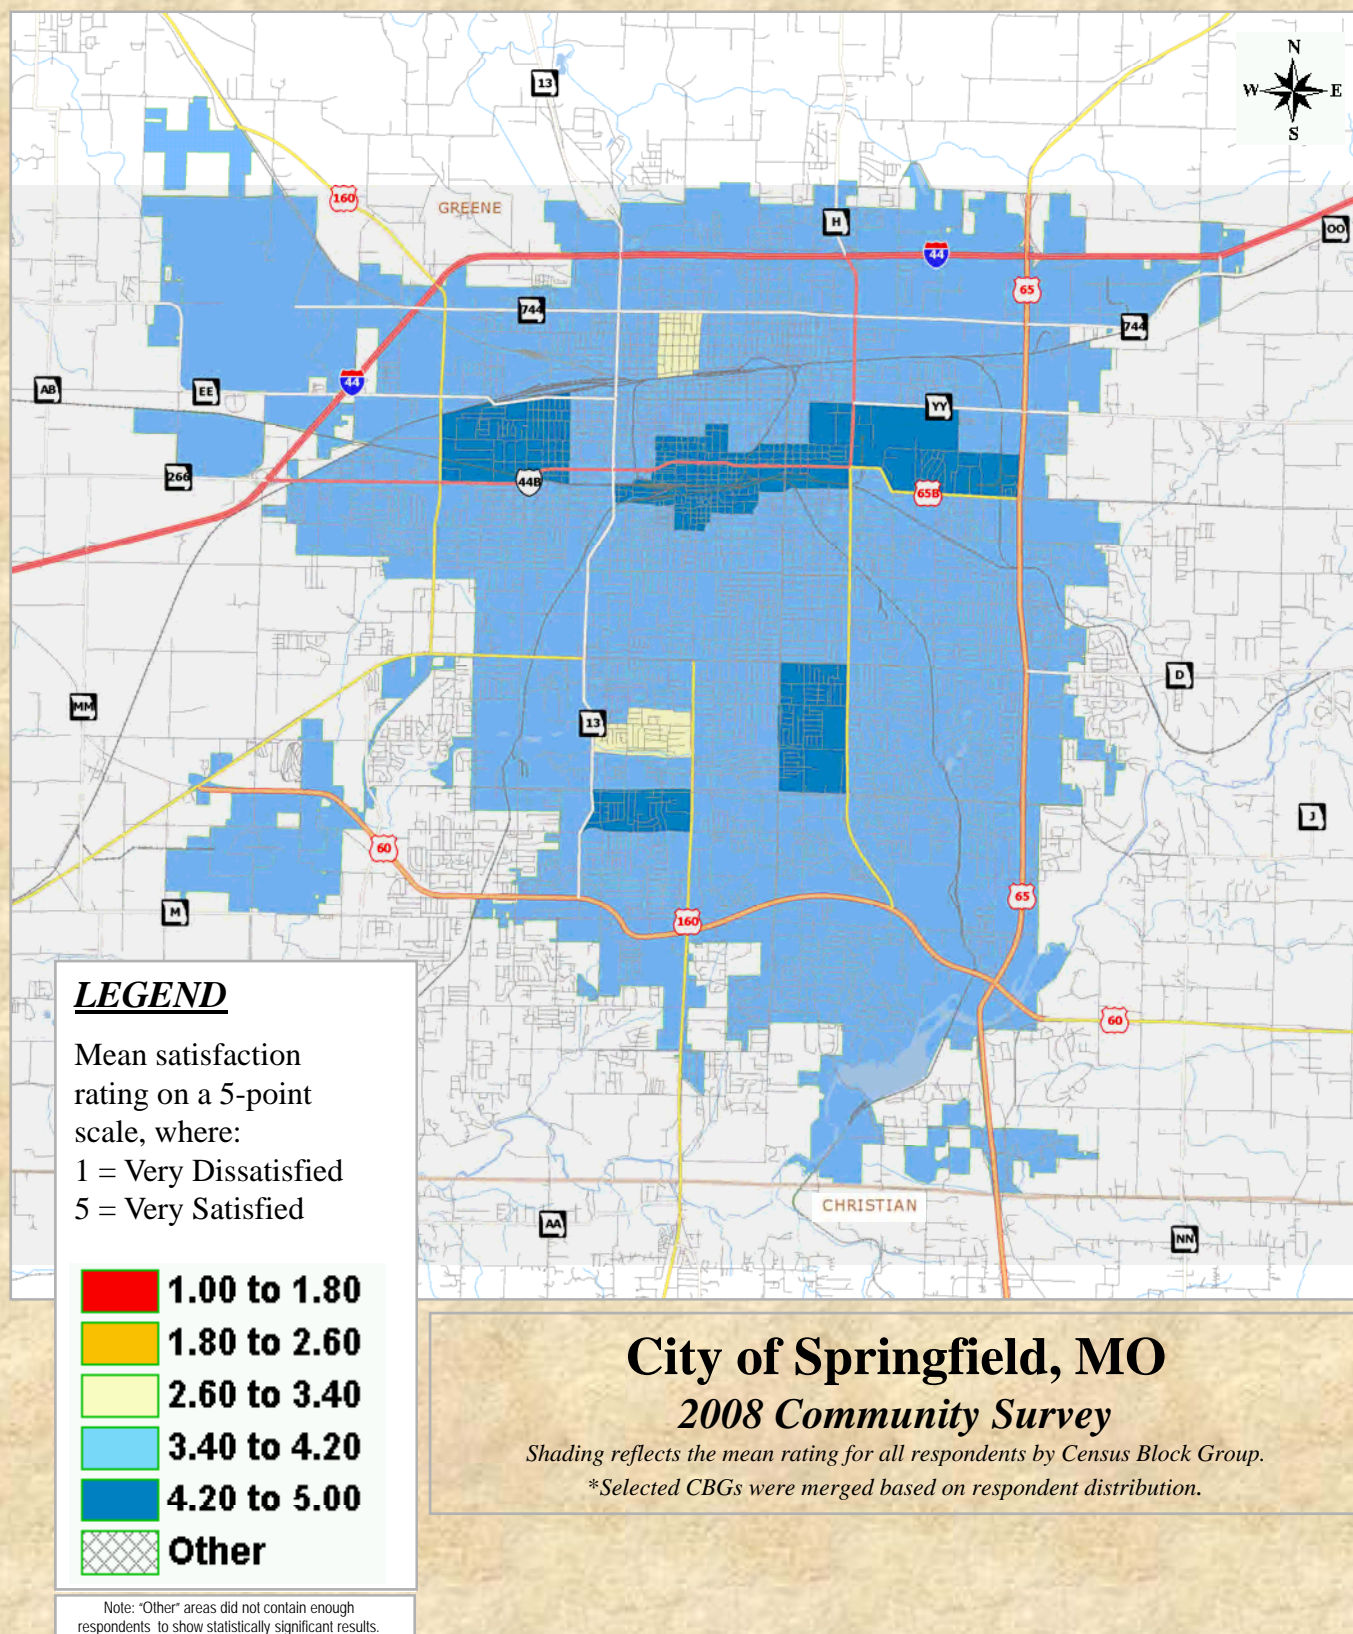 N
W E
S
13
160
GREENE
H
OO
44
65
744
744
44
AB
EE
YY
266
44B
65B
D
MM
13
J
60
65
M
160
60
CHRISTIAN
AA
NN
LEGEND
Mean satisfaction
rating on a 5-point
scale, where:
1 = Very Dissatisfied
5 = Very Satisfied
1.00 to 1.80
1.80 to 2.60
2.60 to 3.40
3.40 to 4.20
4.20 to 5.00
Other
Note: “Other” areas did not contain enough
respondents to show statistically significant results.
City of Springfield, MO
2008 Community Survey
Shading reflects the mean rating for all respondents by Census Block Group.
*Selected CBGs were merged based on respondent distribution.